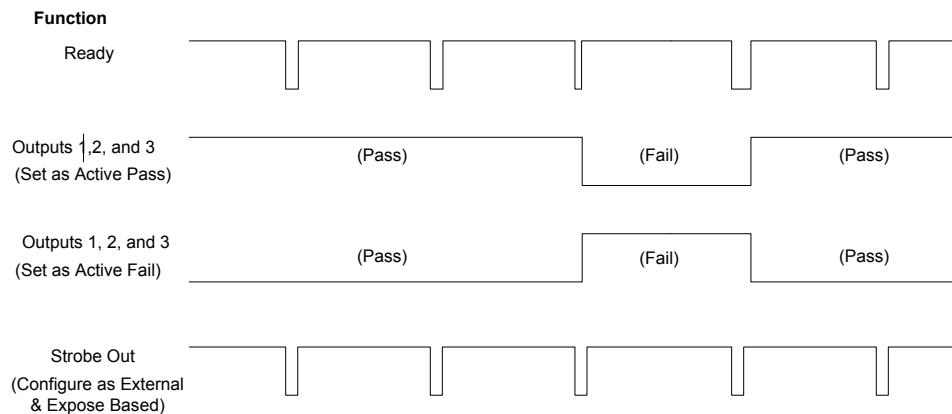 Function
Ready
Outputs 1,2, and 3
(Set as Active Pass)
(Pass)
(Fail)
(Pass)
Outputs 1, 2, and 3
(Set as Active Fail)
(Pass)
(Fail)
(Pass)
Strobe Out
(Configure as External
& Expose Based)